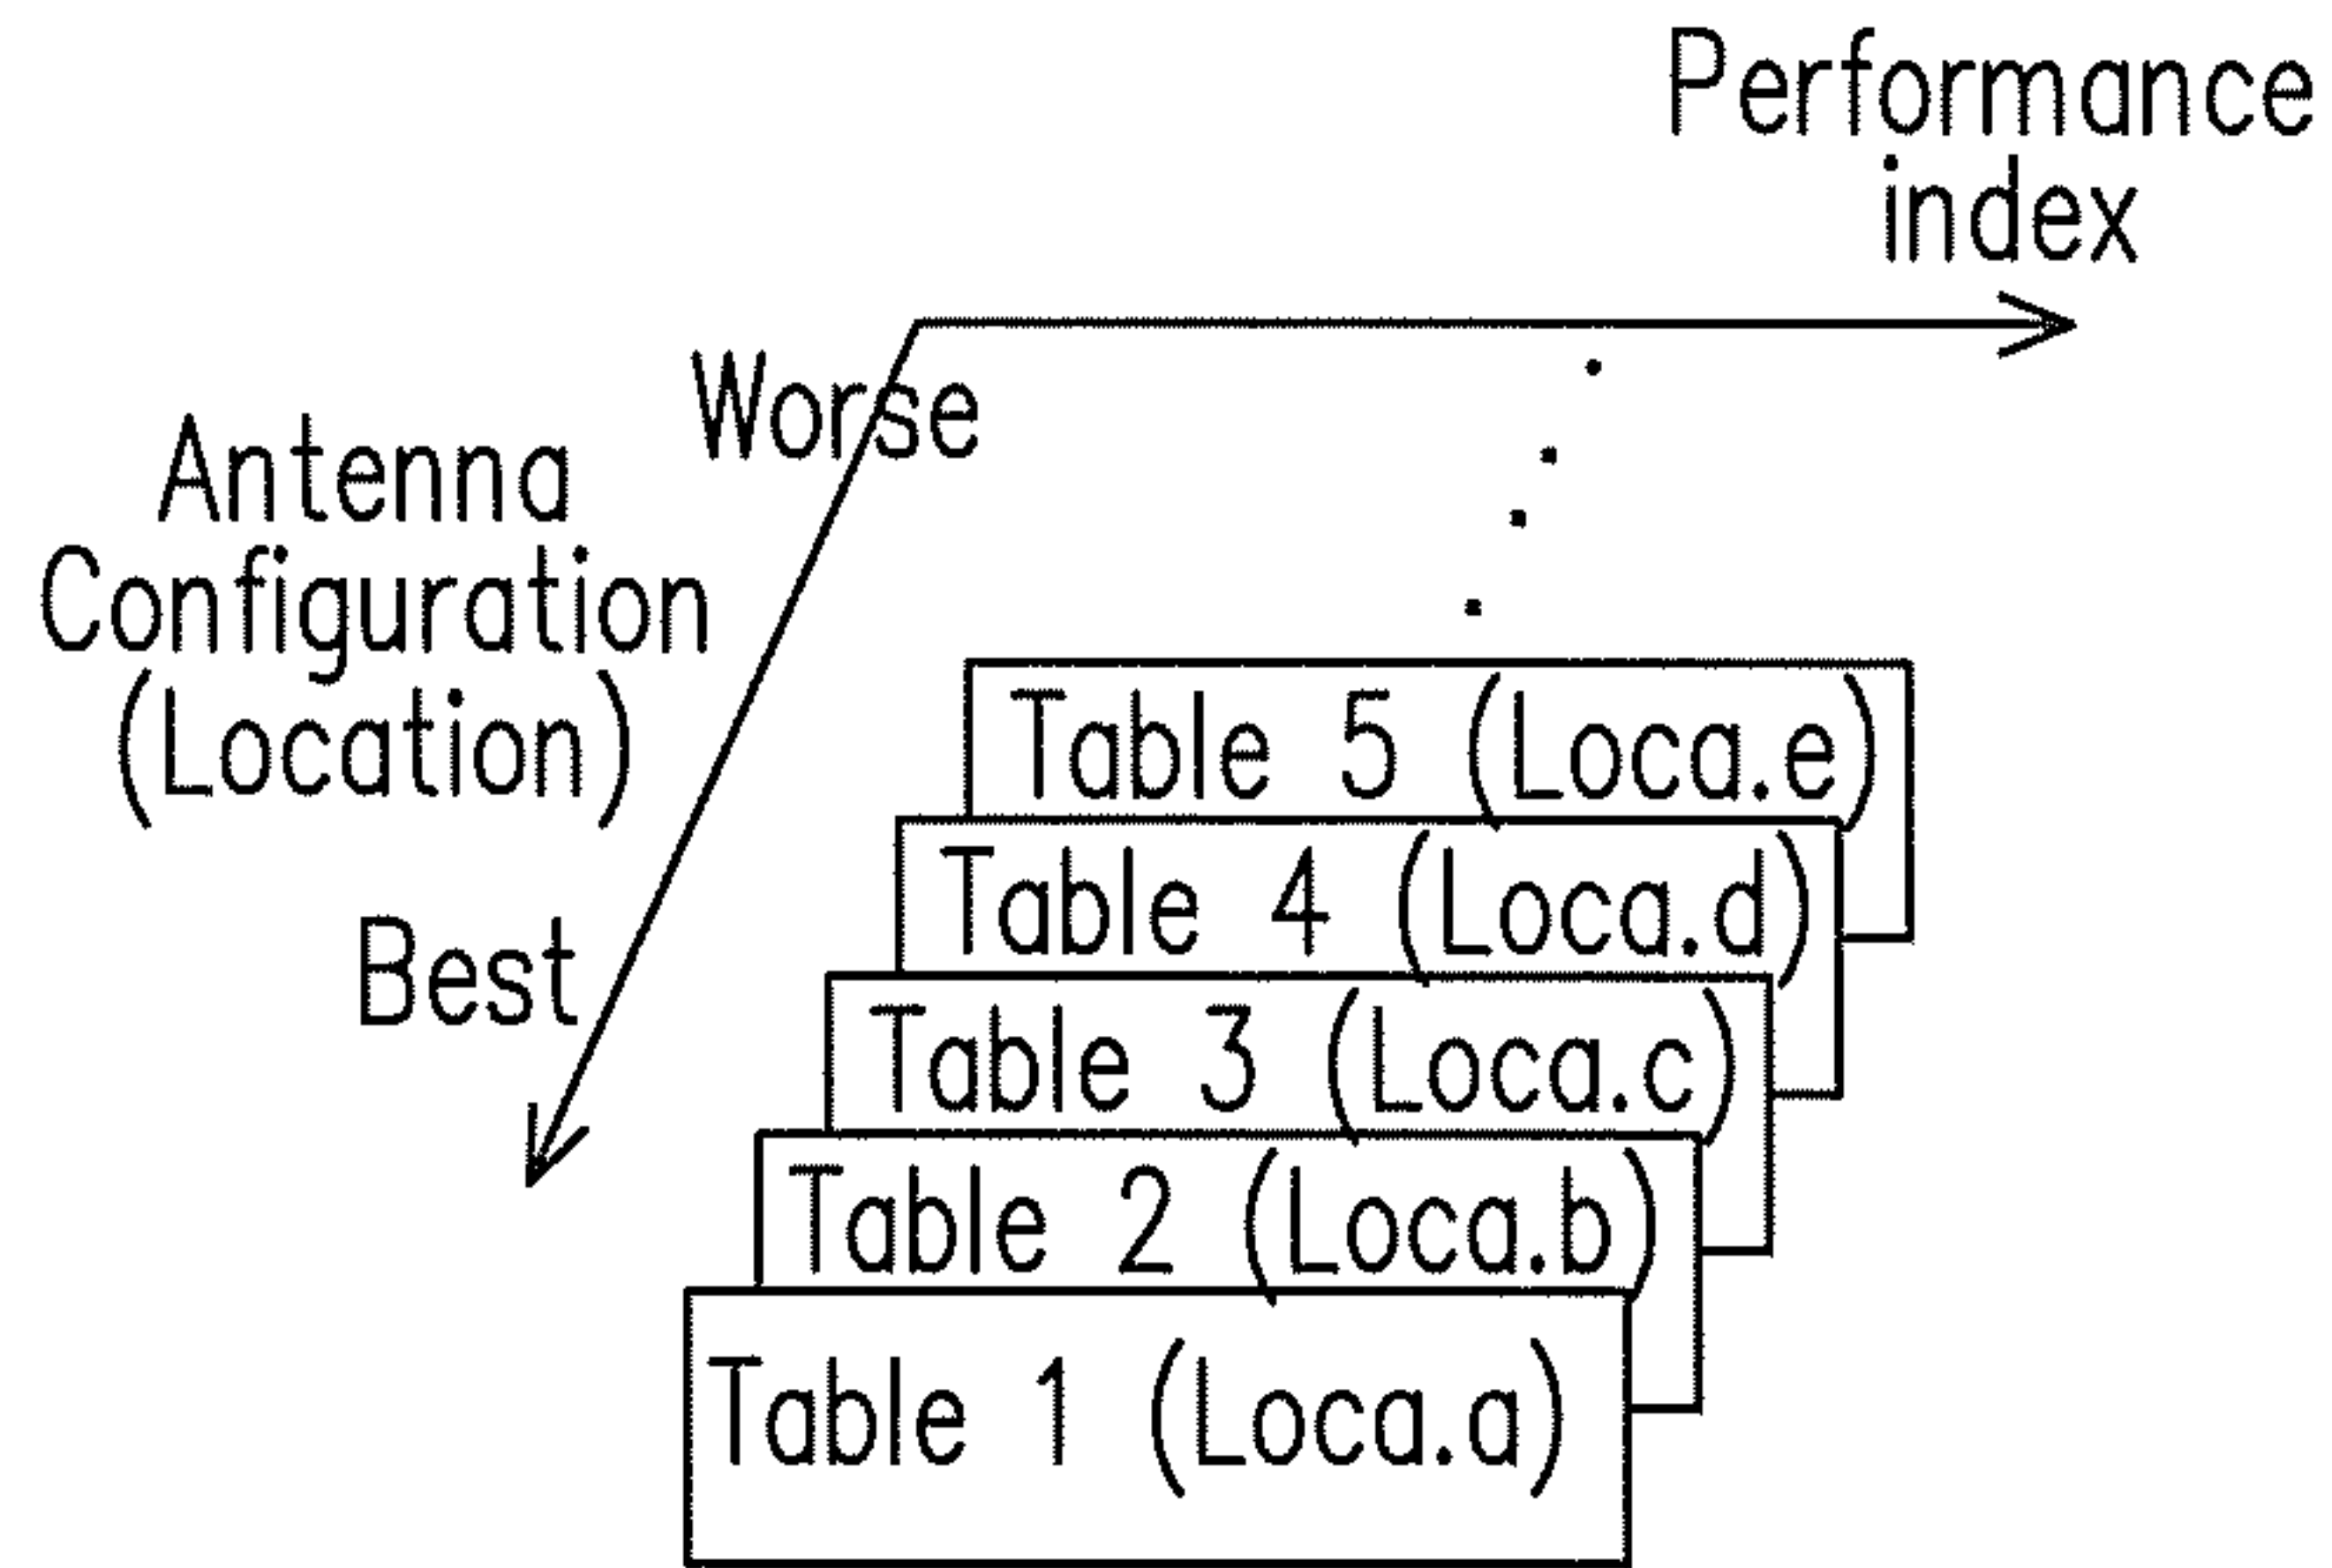 Performance
index
Worse
Antenna
Configuration
(Location)
Best
Table 5 (Loca.e)
Table 4 (Loca.d)
Table 3 (Loca.c)
Table 2 (Loca.b)
Table 1 (Loca.a)